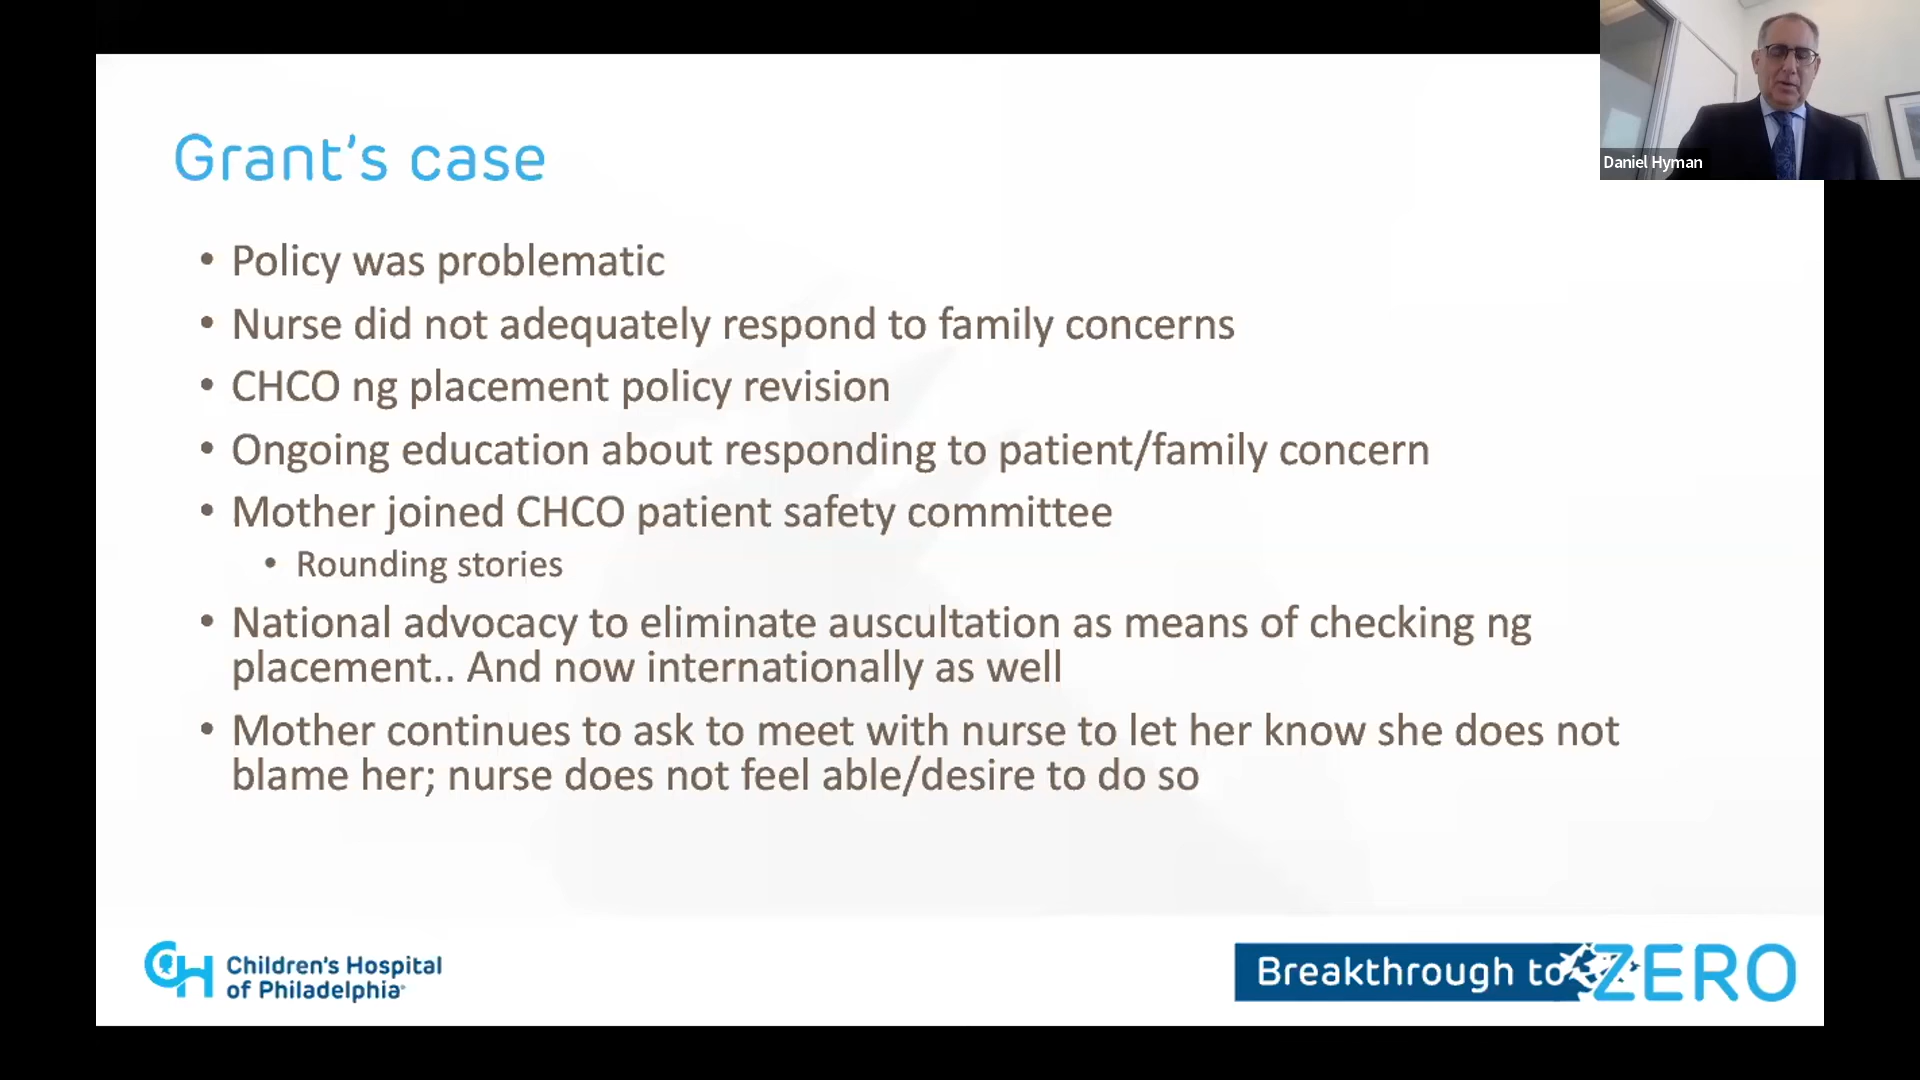 Daniel Hyman
Grant's case
• Policy was problematic
• Nurse did not adequately respond to family concerns
• CHCO ng placement policy revision
• Ongoing education about responding to patient/family concern
• Mother joined CHCO patient safety committee
• Rounding stories
• National advocacy to eliminate auscultation as means of checking ng
placement.. And now internationally as well
• Mother continues to ask to meet with nurse to let her know she does not
blame her; nurse does not feel able/desire to do so
CH Children's Hospital
of Philadelphia
Breakthrough to ZERO